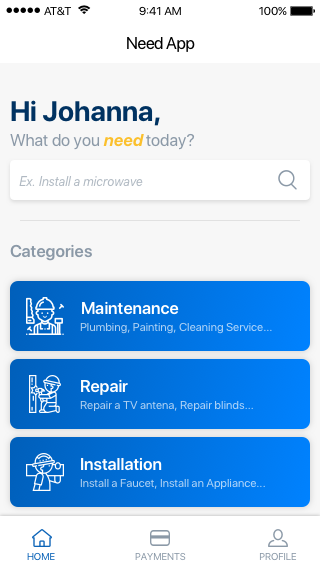 AT&T 9:41 AM 100%
Need App
Hi Johanna,
What do you need today?
Ex. Install a microwave
Categories
Maintenance
Plumbing, Painting, Cleaning Service...
Repair
Repair a TV antena, Repair blinds...
Installation
Install a Faucet, Install an Appliance...
HOME PAYMENTS PROFILE